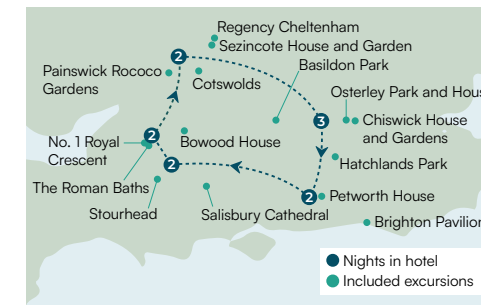 Regency Cheltenham
Sezincote House and Garden
2
Basildon Park
Painswick Rococo
Gardens
Cotswolds
Osterley Park and Hous
3
Chiswick House
and Gardens
2
No. 1 Royal
Crescent
Bowood House
Hatchlands Park
2
The Roman Baths
2
Petworth House
Stourhead
Salisbury Cathedral
Brighton Pavilion
Nights in hotel
Included excursions